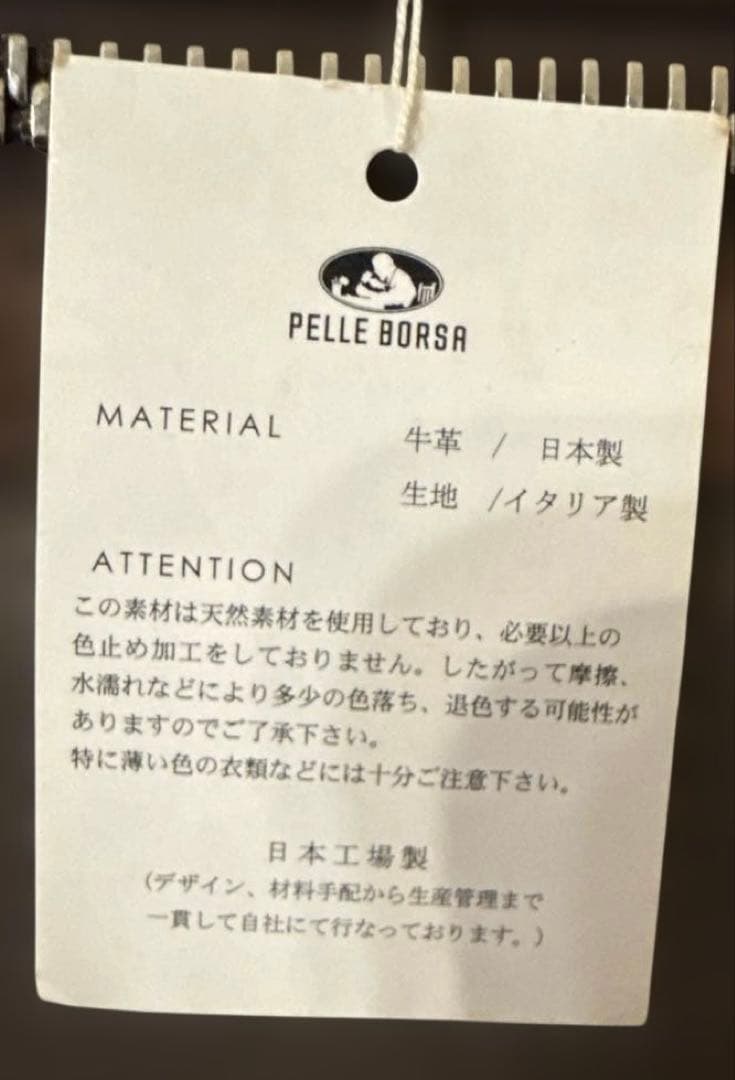 PELLE BORSA
MATERIAL
牛革 / 日本製
生地 /イタリア製
ATTENTION
この素材は天然素材を使用しており、必要以上の
色止め加工をしておりません。したがって摩擦、
水濡れなどにより多少の色落ち、退色する可能性が
ありますのでご了承下さい。
特に薄い色の衣類などには十分ご注意下さい。
日本工場製
（デザイン、材料手配から生産管理まで
一貫して自社にて行なっております。）